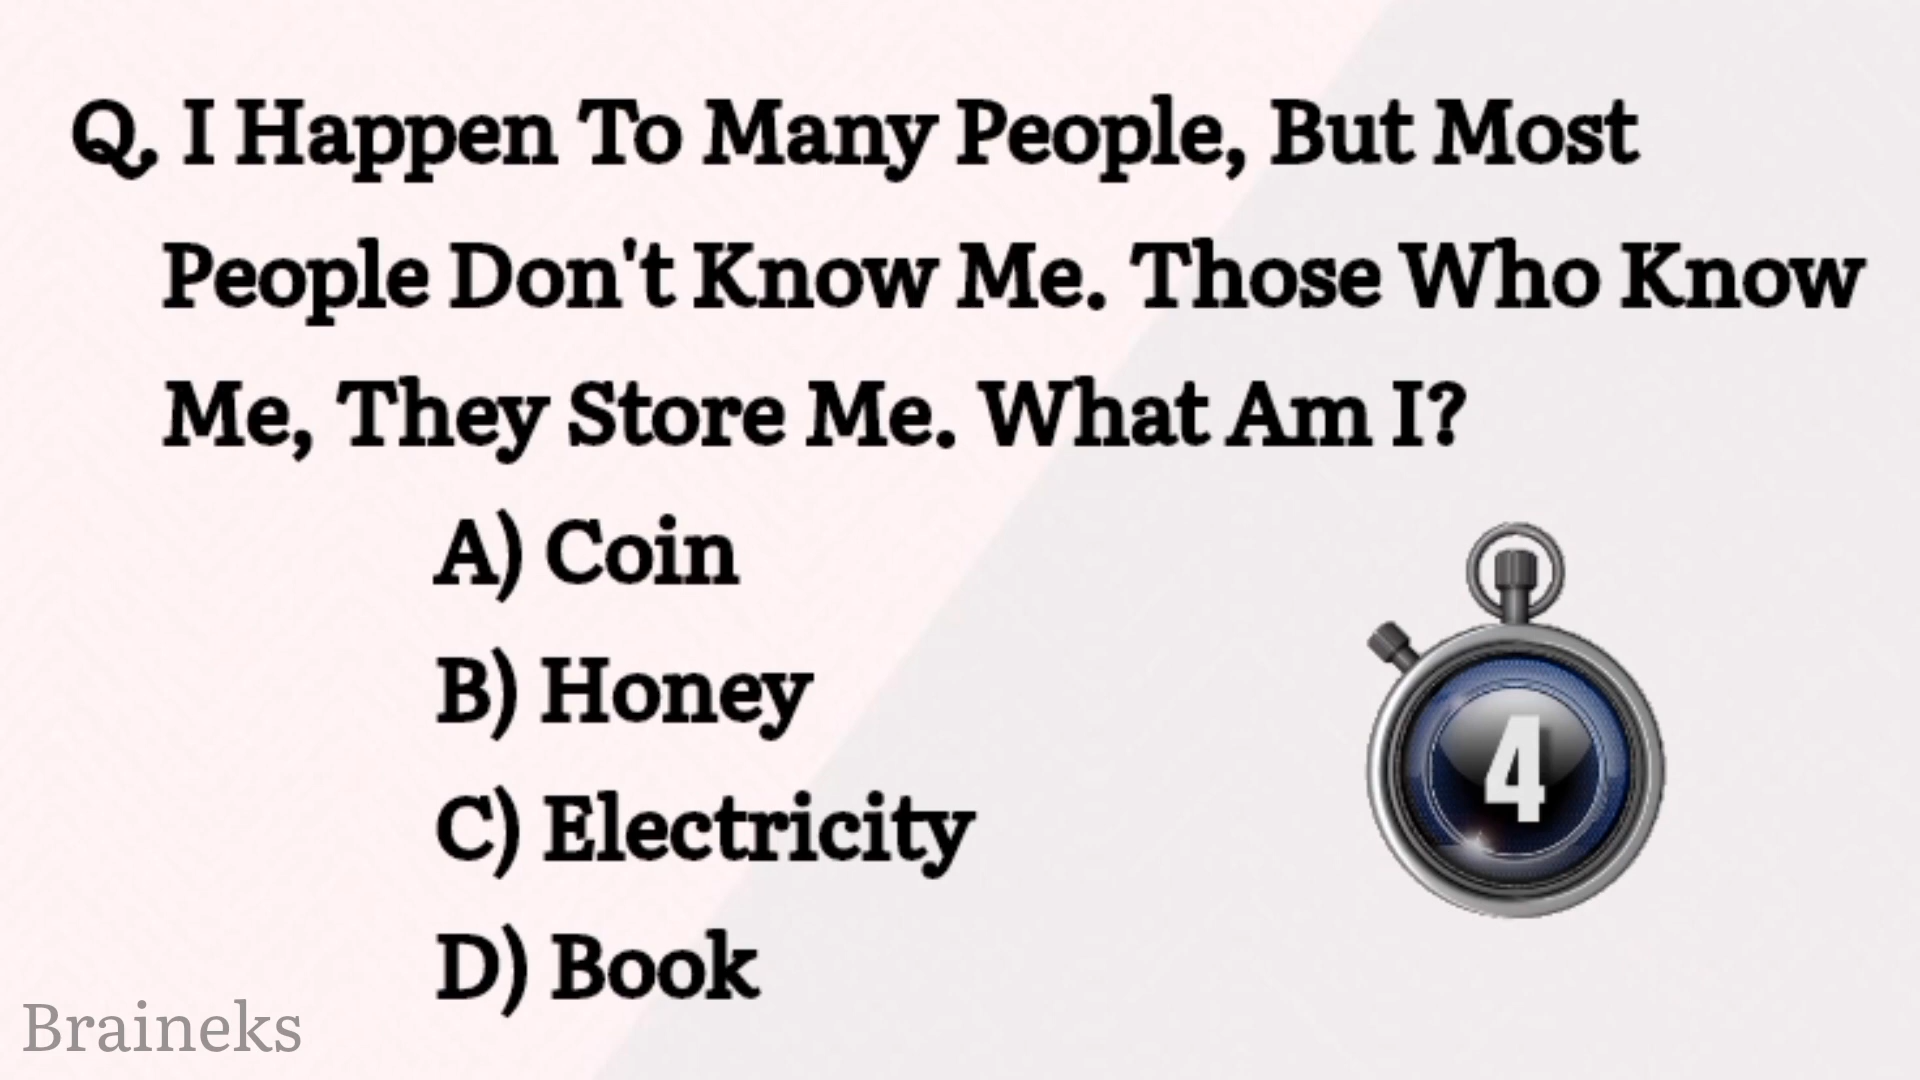 Q. I Happen To Many People, But Most
People Don't Know Me. Those Who Know
Me, They Store Me. What Am I?
A) Coin
B) Honey
C) Electricity
4
D) Book
Braineks